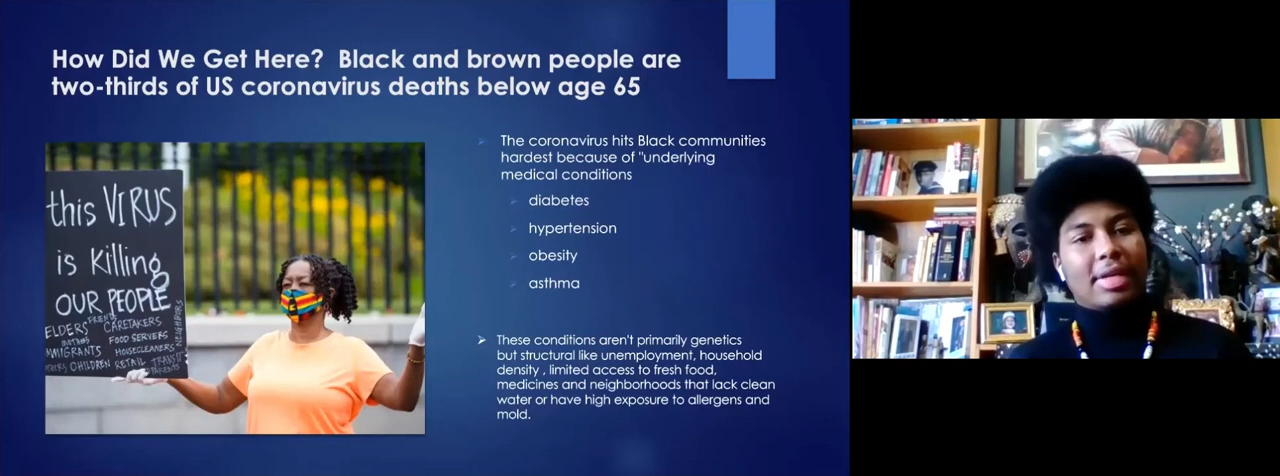 How Did We Get Here? Black and brown people are
two-thirds of US coronavirus deaths below age 65
this VIRUS
is Killing
OUR PEOPLE
ELDERS FRIENDS CARETAKERS NEIGHBORS
FOOD SERVERS
IMMIGRANTS HOUSECLEANERS
CHILDREN RETAIL TRANSIT
The coronavirus hits Black communities
hardest because of "underlying
medical conditions
diabetes
hypertension
obesity
asthma
These conditions aren't primarily genetics
but structural like unemployment, household
density , limited access to fresh food,
medicines and neighborhoods that lack clean
water or have high exposure to allergens and
mold.